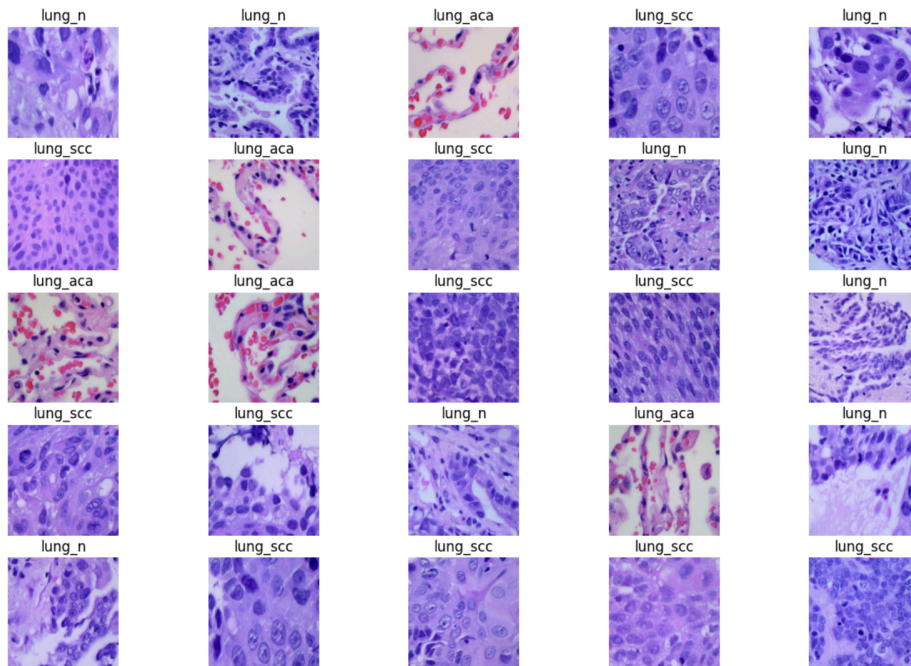 lung_n lung_n lung_aca lung_scc lung_n
lung_scc lung_aca lung_scc lung_n lung_n
lung_aca lung_aca lung_scc lung_scc lung_n
lung_scc lung_scc lung_n lung_aca lung_n
lung_n lung_scc lung_scc lung_scc lung_scc